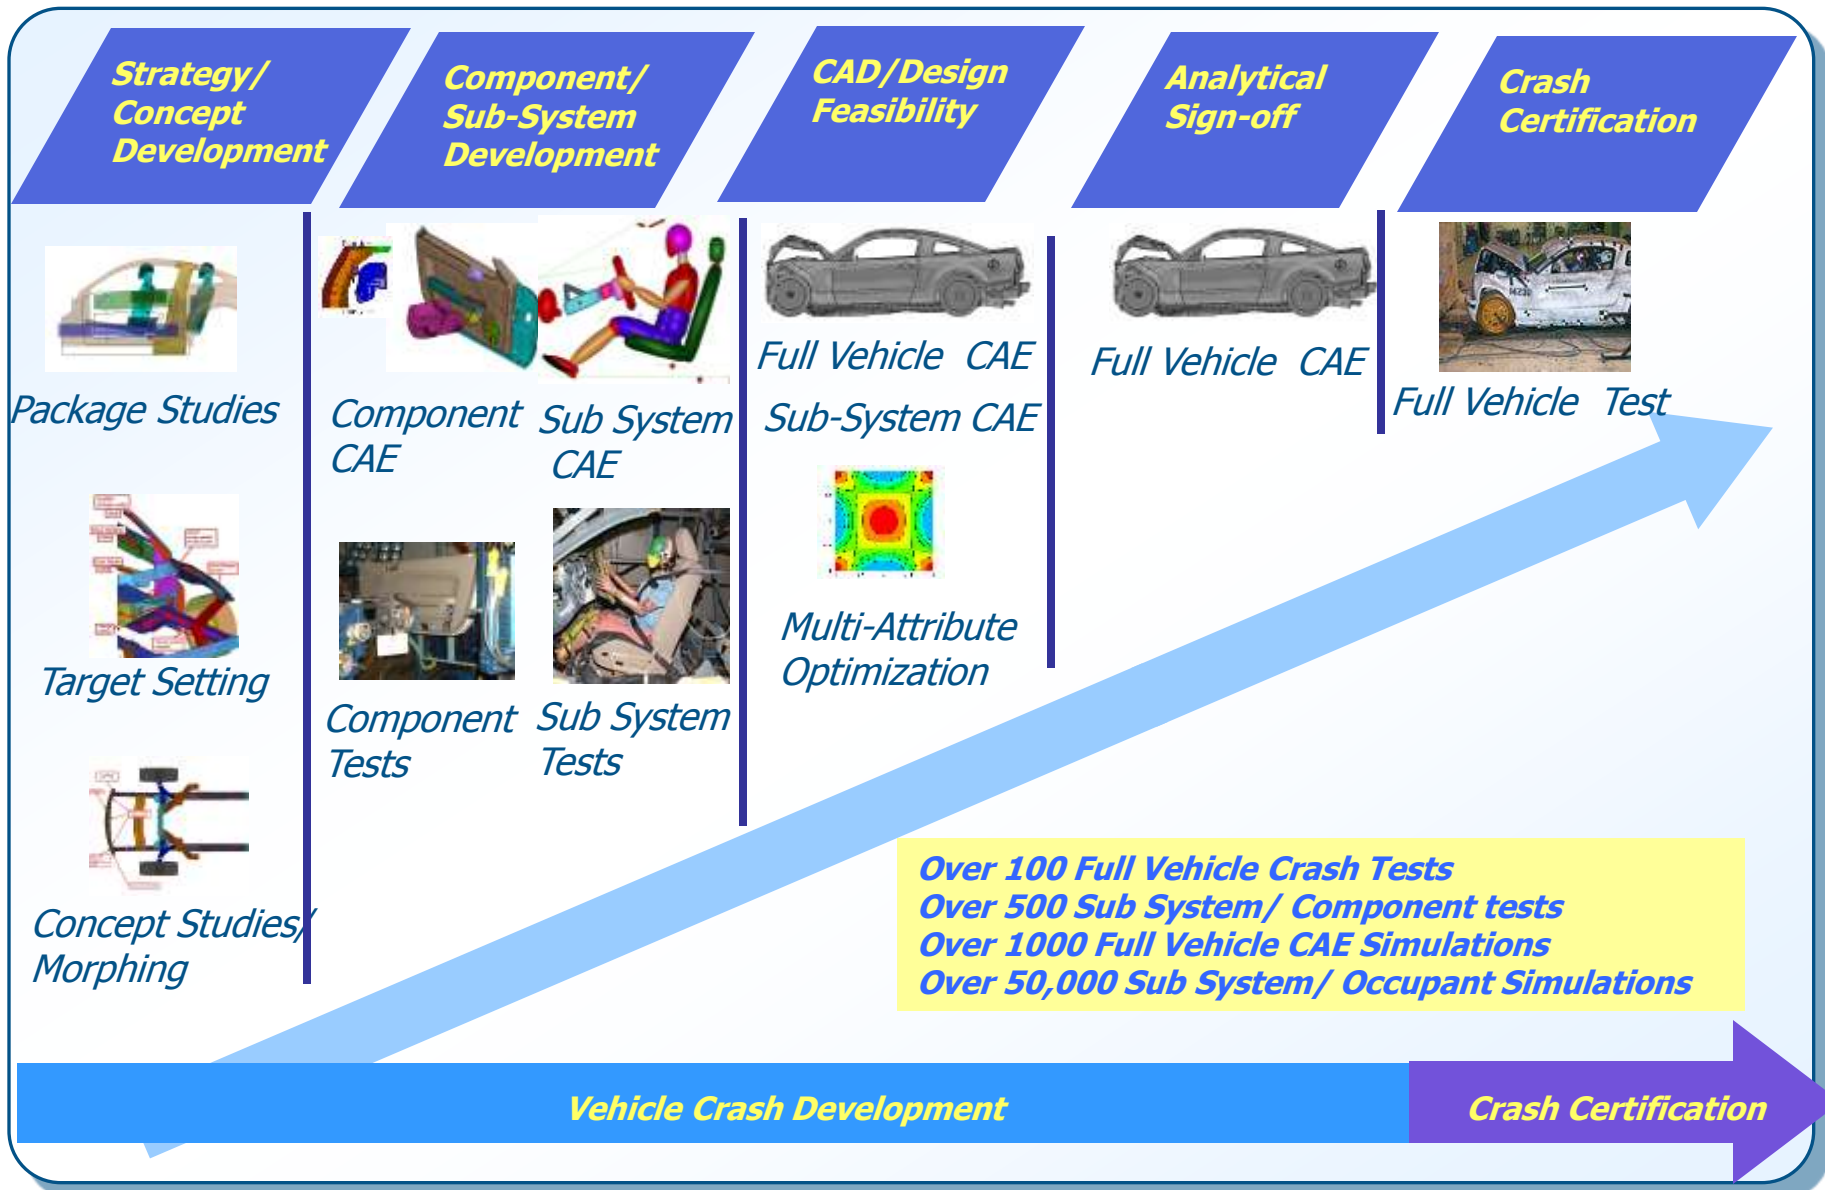 Strategy/
Concept
Development
Component/
Sub-System
Development
CAD/Design
Feasibility
Analytical
Sign-off
Crash
Certification
Package Studies
Target Setting
Concept Studies/
Morphing
Component
CAE
Sub System
CAE
Component
Tests
Sub System
Tests
Full Vehicle CAE
Sub-System CAE
Multi-Attribute
Optimization
Full Vehicle CAE
Full Vehicle Test
Over 100 Full Vehicle Crash Tests
Over 500 Sub System/ Component tests
Over 1000 Full Vehicle CAE Simulations
Over 50,000 Sub System/ Occupant Simulations
Vehicle Crash Development
Crash Certification